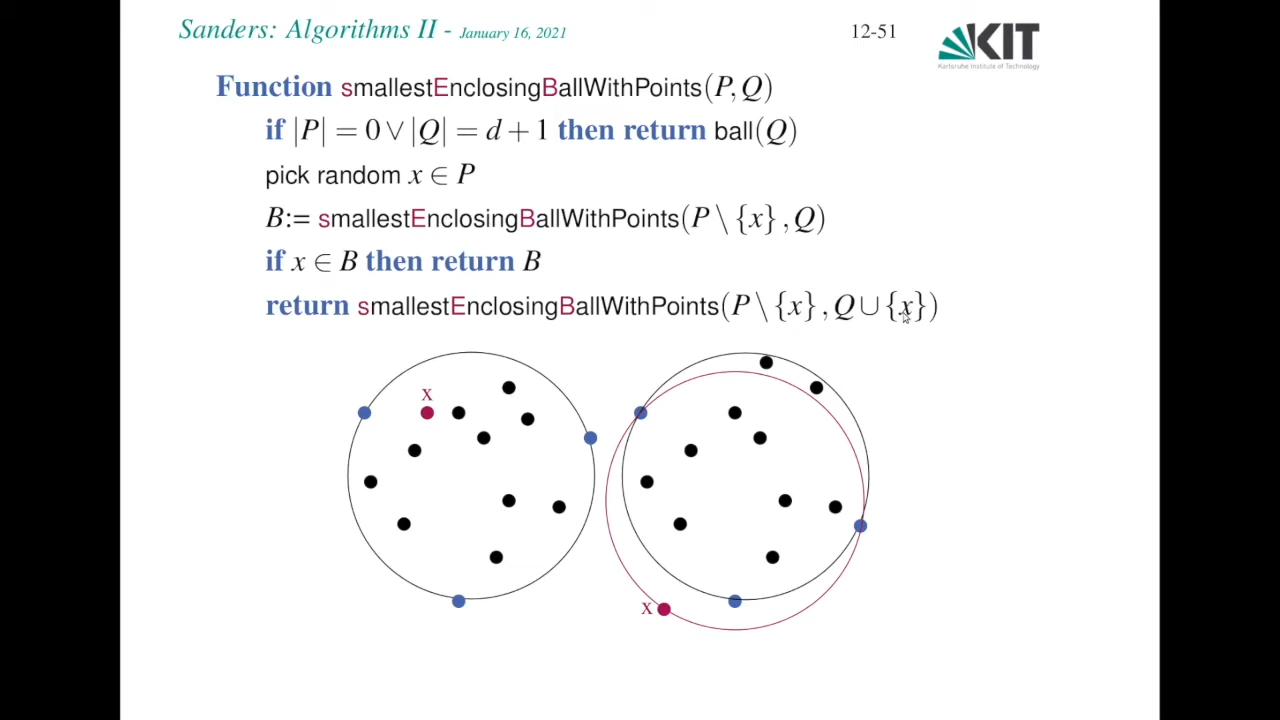 Sanders: Algorithms II - January 16, 2021
12-51
KIT
Karlsruhe Institute of Technology
Function smallestEnclosingBallWithPoints(P, Q)
if |P| = 0 ∨ |Q| = d + 1 then return ball(Q)
pick random x ∈ P
B:= smallestEnclosingBallWithPoints(P \ {x}, Q)
if x ∈ B then return B
return smallestEnclosingBallWithPoints(P \ {x}, Q ∪ {x})
x
x